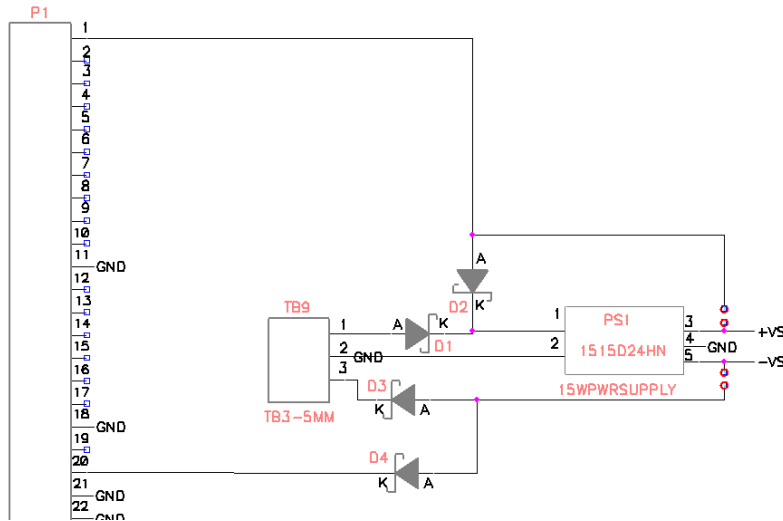 P1
1
2
3
4
5
6
7
8
9
10
11 GND
12
13
14
15
16
17
18 GND
19
20
21 GND
22 GND
A
D2
K
TB9
1 A K
D1
2 GND
3
TB3-5MM
D3
K A
D4
K A
PS1
1 3 +VS
1515D24HN
2 4 GND
5 -VS
15WPWRSUPPLY